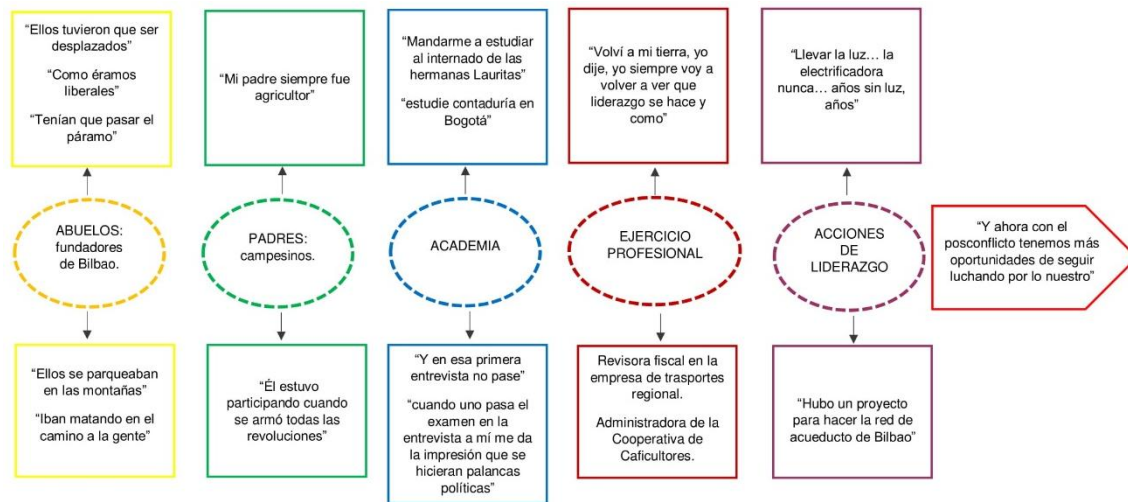 “Ellos tuvieron que ser
desplazados”
“Como éramos
liberales”
“Tenían que pasar el
páramo”
“Mi padre siempre fue
agricultor”
“Mandarme a estudiar
al internado de las
hermanas Lauritas”
“estudie contaduría en
Bogotá”
“Volví a mi tierra, yo
dije, yo siempre voy a
volver a ver que
liderazgo se hace y
como”
“Llevar la luz… la
electrificadora
nunca… años sin luz,
años”
ABUELOS:
fundadores
de Bilbao.
PADRES:
campesinos.
ACADEMIA
EJERCICIO
PROFESIONAL
ACCIONES
DE
LIDERAZGO
“Y ahora con el
posconflicto tenemos más
oportunidades de seguir
luchando por lo nuestro”
“Ellos se parqueaban
en las montañas”
“Iban matando en el
camino a la gente”
“Él estuvo
participando cuando
se armó todas las
revoluciones”
“Y en esa primera
entrevista no pase”
“cuando uno pasa el
examen en la
entrevista a mí me da
la impresión que se
hicieran palancas
políticas”
Revisora fiscal en la
empresa de trasportes
regional.
Administradora de la
Cooperativa de
Caficultores.
“Hubo un proyecto
para hacer la red de
acueducto de Bilbao”